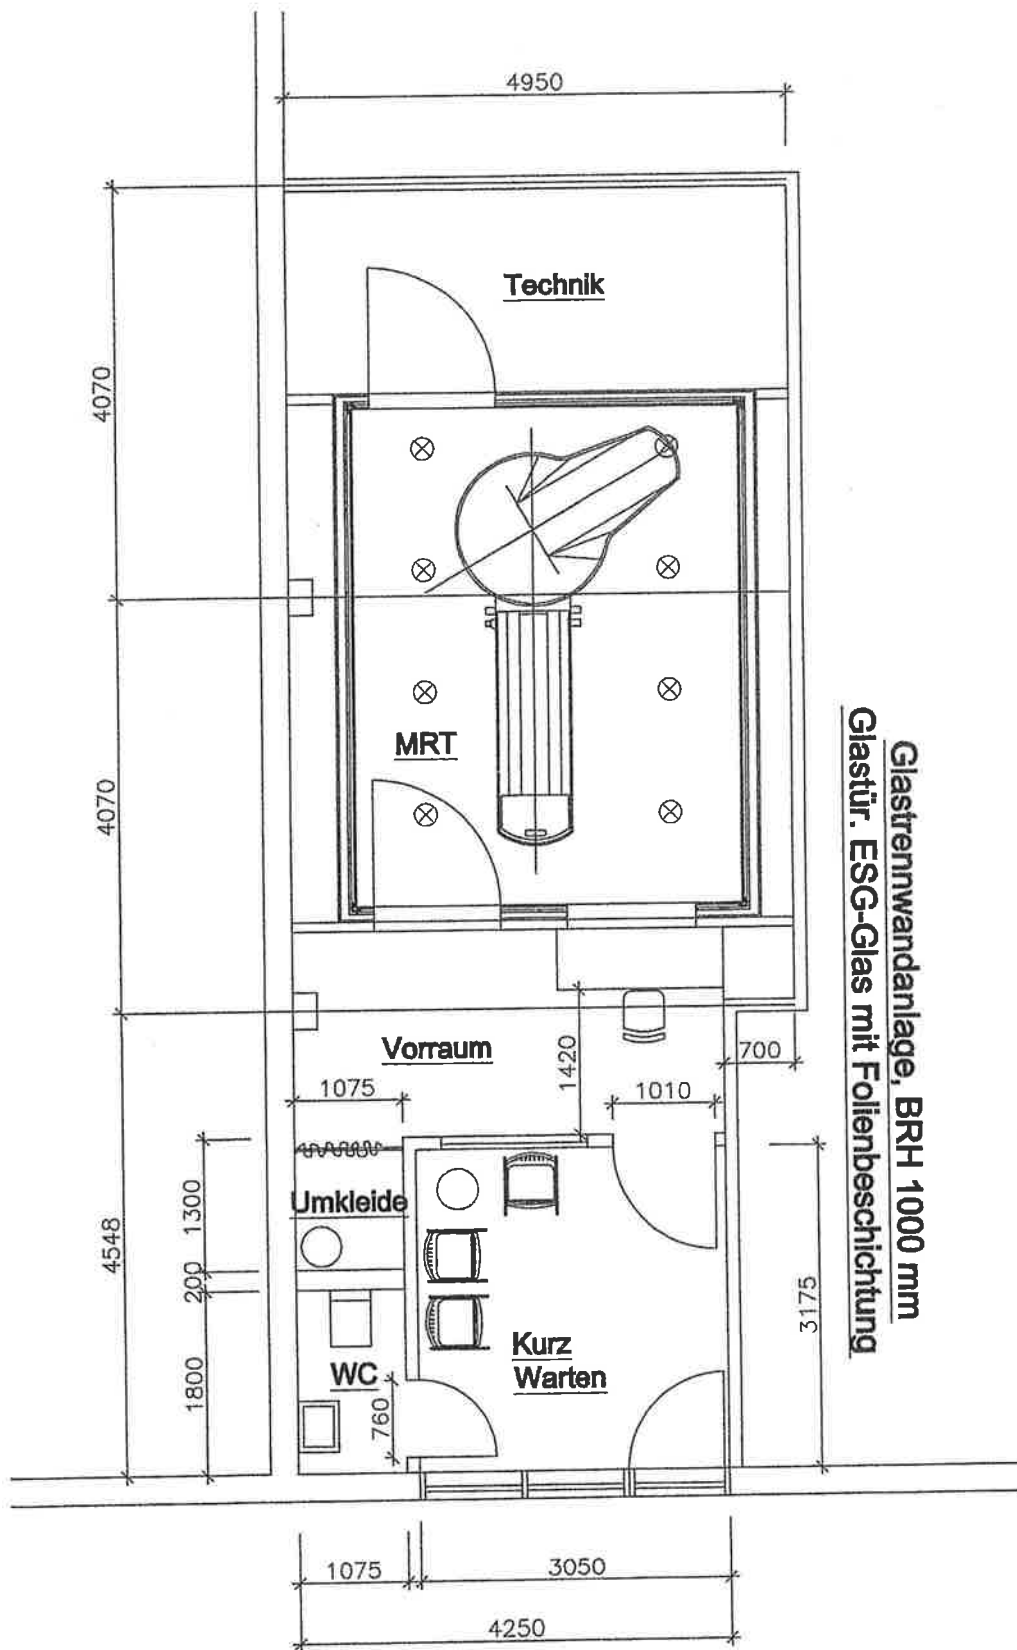 4950
Technik
4070
MRT
4070
Glastrennwandanlage, BRH 1000 mm
Glastür. ESG-Glas mit Folienbeschichtung
Vorraum
1420
700
1075
1010
Umkleide
1300
200
4548
3175
Kurz
Warten
WC
760
1800
1075
3050
4250